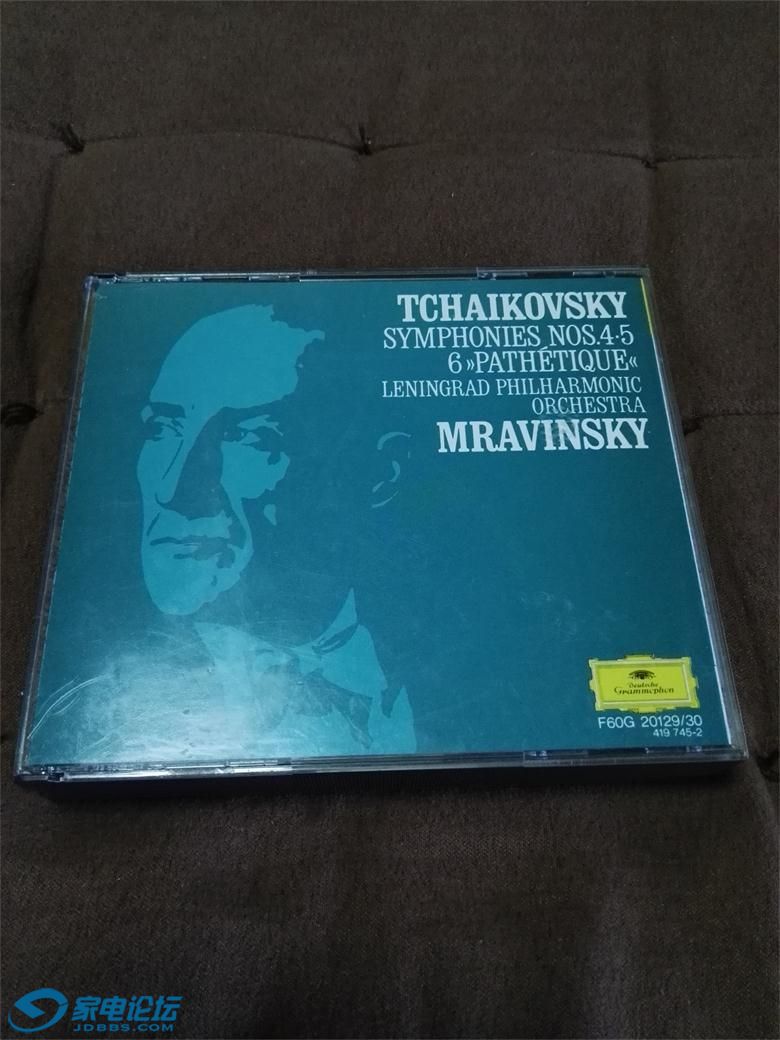 TCHAIKOVSKY
SYMPHONIES NOS.4·5
6»PATHÉTIQUE«
LENINGRAD PHILHARMONIC
ORCHESTRA
MRAVINSKY
Deutsche
Grammophon
F60G 20129/30
419 745-2
家电论坛
JDBBS.COM